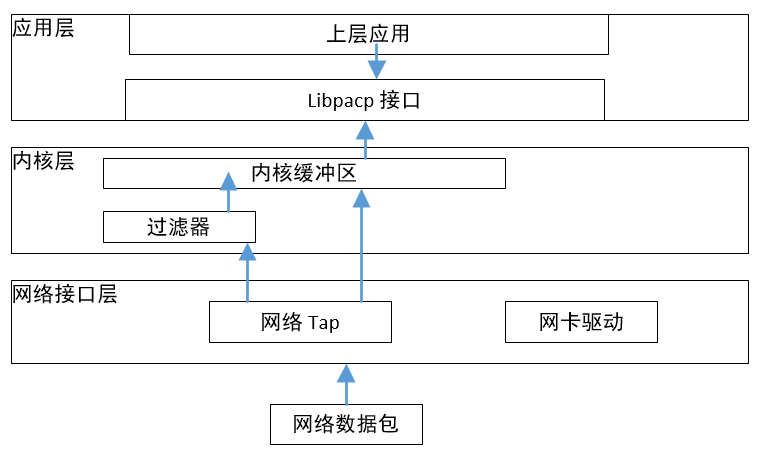 应用层
上层应用
Libpacp 接口
内核层
内核缓冲区
过滤器
网络接口层
网络 Tap
网卡驱动
网络数据包